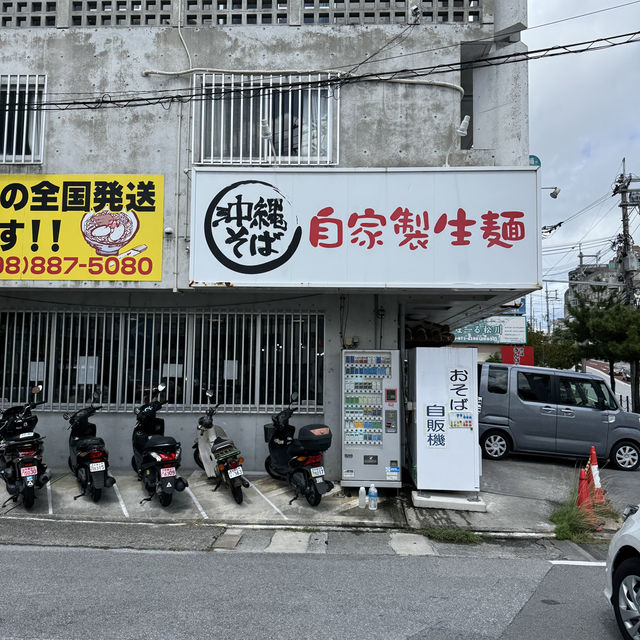 の全国発送
す!!
98)887-5080
沖縄
そば
自家製生麺
おそば
自販機